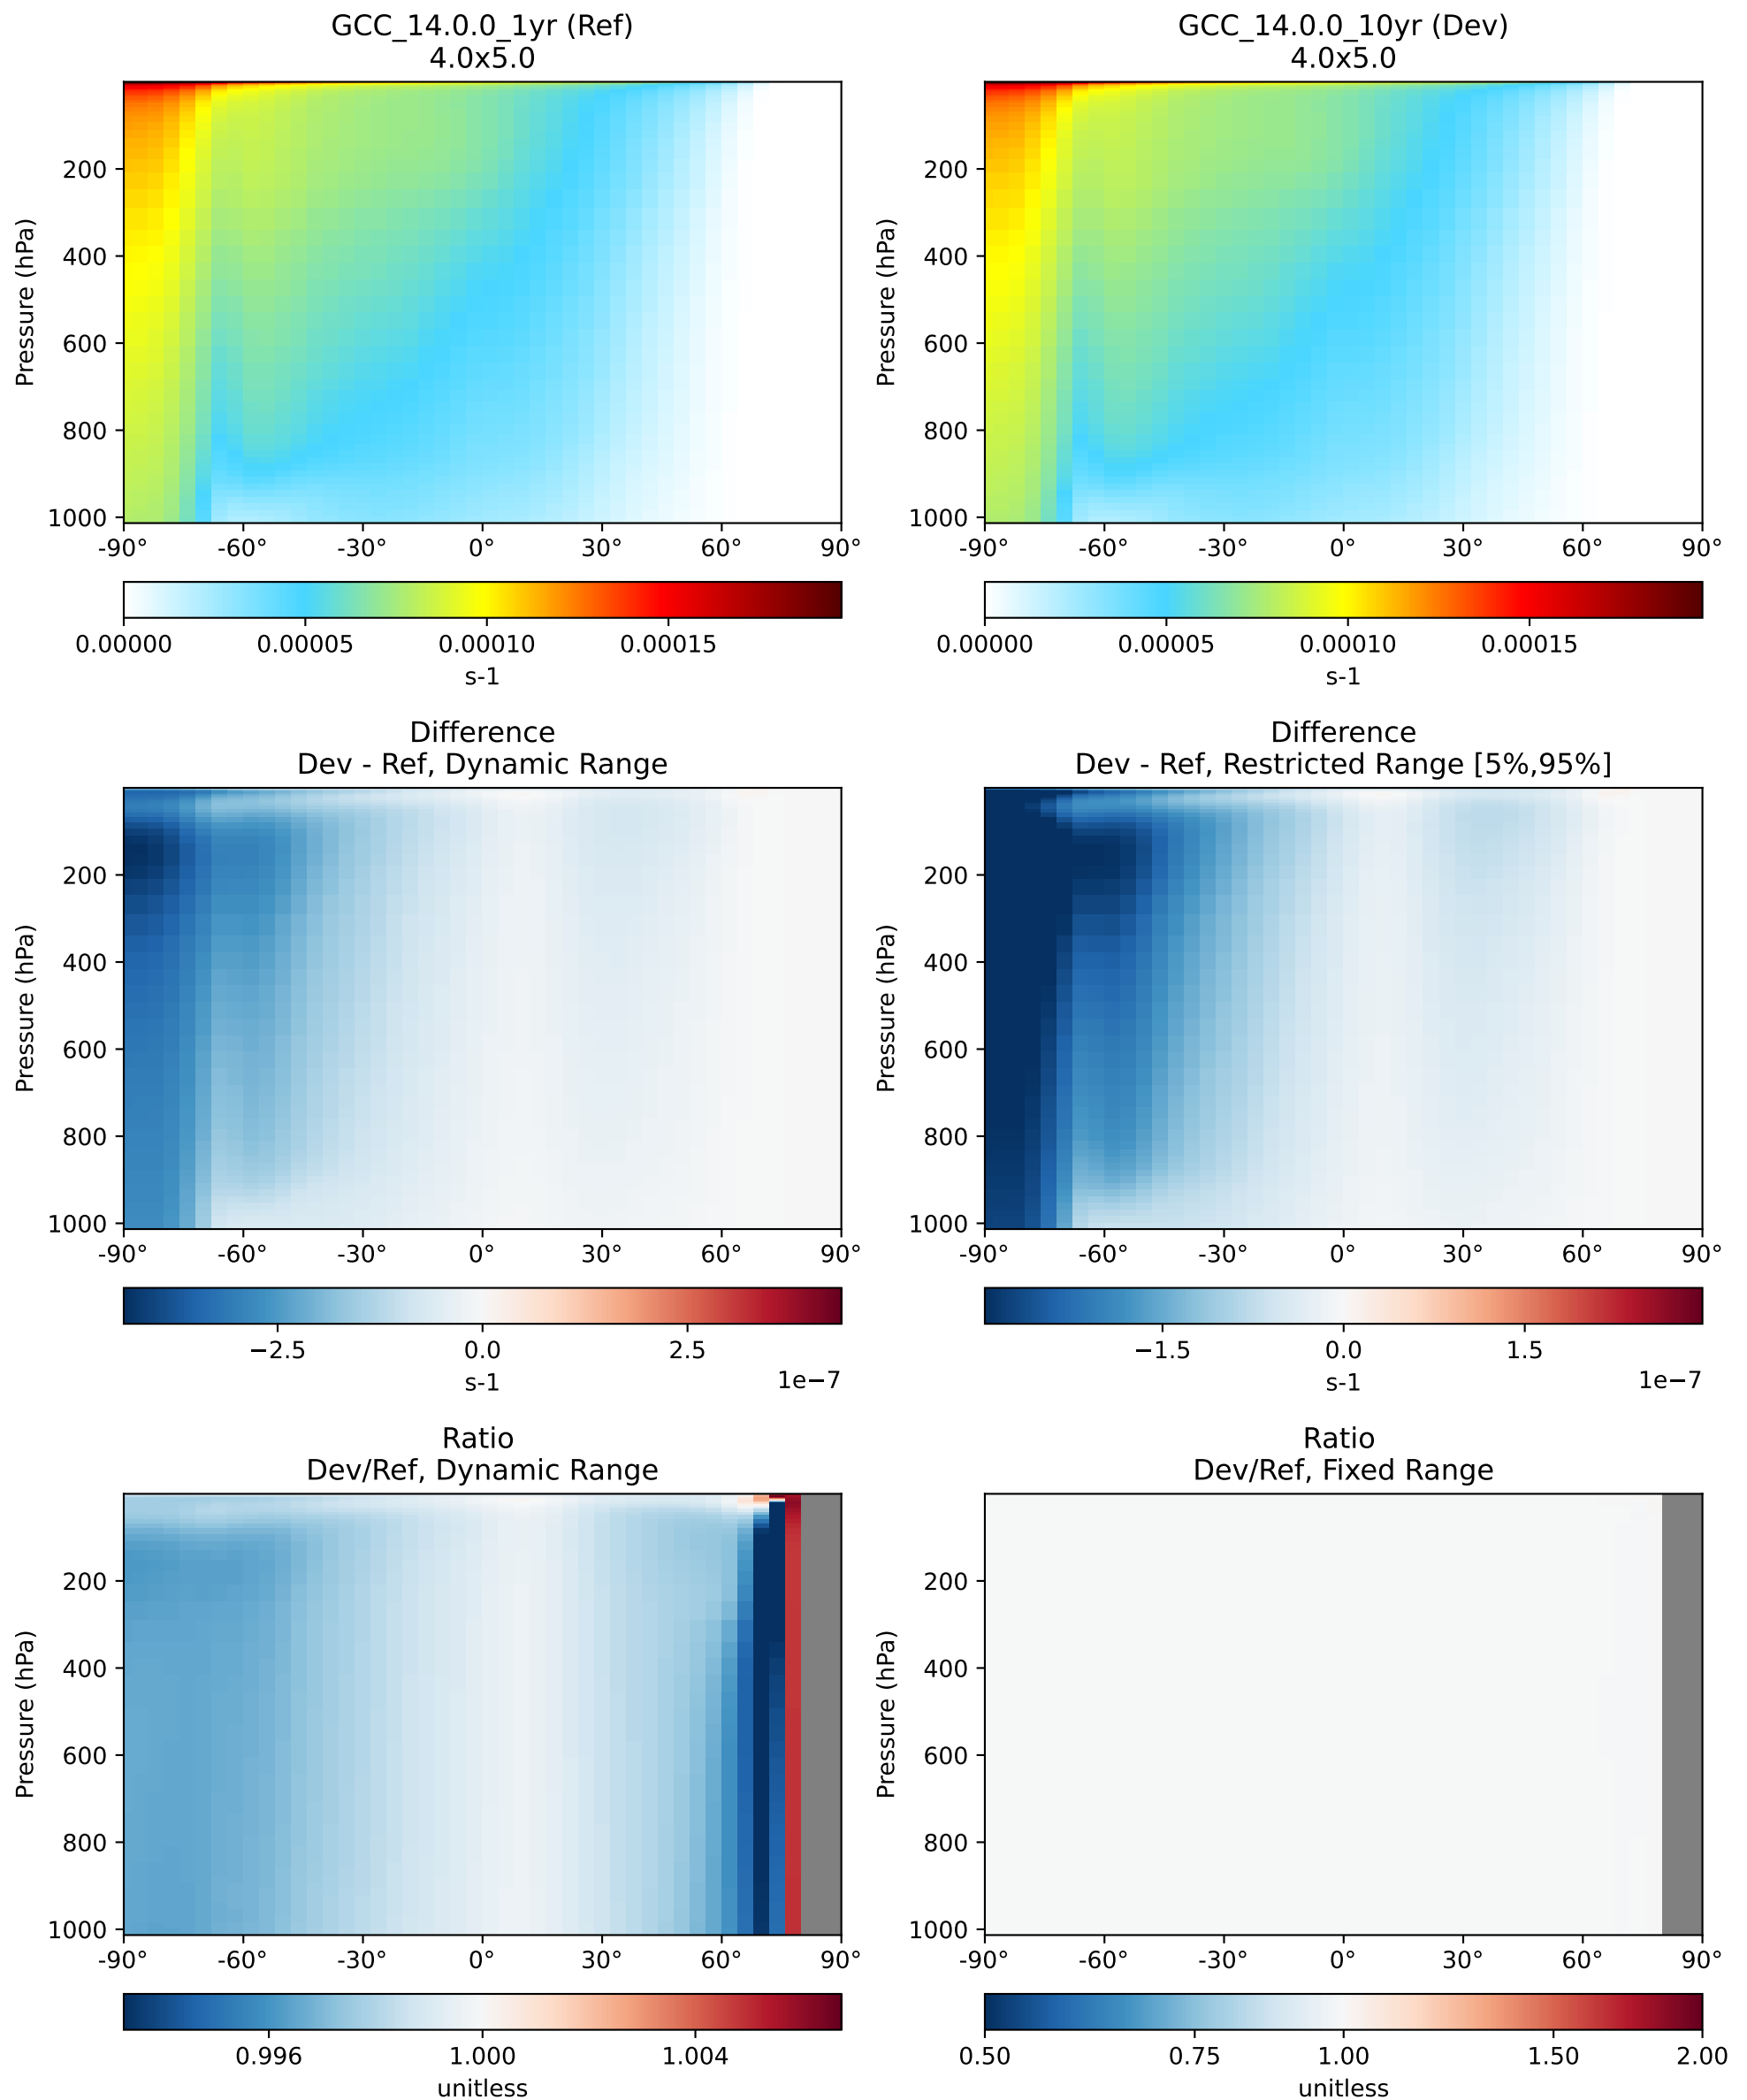 GCC_14.0.0_1yr (Ref)
4.0x5.0
Pressure (hPa)
200
400
600
800
1000
-90° -60° -30° 0° 30° 60° 90°
0.00000 0.00005 0.00010 0.00015
s-1
GCC_14.0.0_10yr (Dev)
4.0x5.0
Pressure (hPa)
200
400
600
800
1000
-90° -60° -30° 0° 30° 60° 90°
0.00000 0.00005 0.00010 0.00015
s-1
Difference
Dev - Ref, Dynamic Range
Pressure (hPa)
200
400
600
800
1000
-90° -60° -30° 0° 30° 60° 90°
−2.5 0.0 2.5
s-1
1e−7
Difference
Dev - Ref, Restricted Range [5%,95%]
Pressure (hPa)
200
400
600
800
1000
-90° -60° -30° 0° 30° 60° 90°
−1.5 0.0 1.5
s-1
1e−7
Ratio
Dev/Ref, Dynamic Range
Pressure (hPa)
200
400
600
800
1000
-90° -60° -30° 0° 30° 60° 90°
0.996 1.000 1.004
unitless
Ratio
Dev/Ref, Fixed Range
Pressure (hPa)
200
400
600
800
1000
-90° -60° -30° 0° 30° 60° 90°
0.50 0.75 1.00 1.50 2.00
unitless